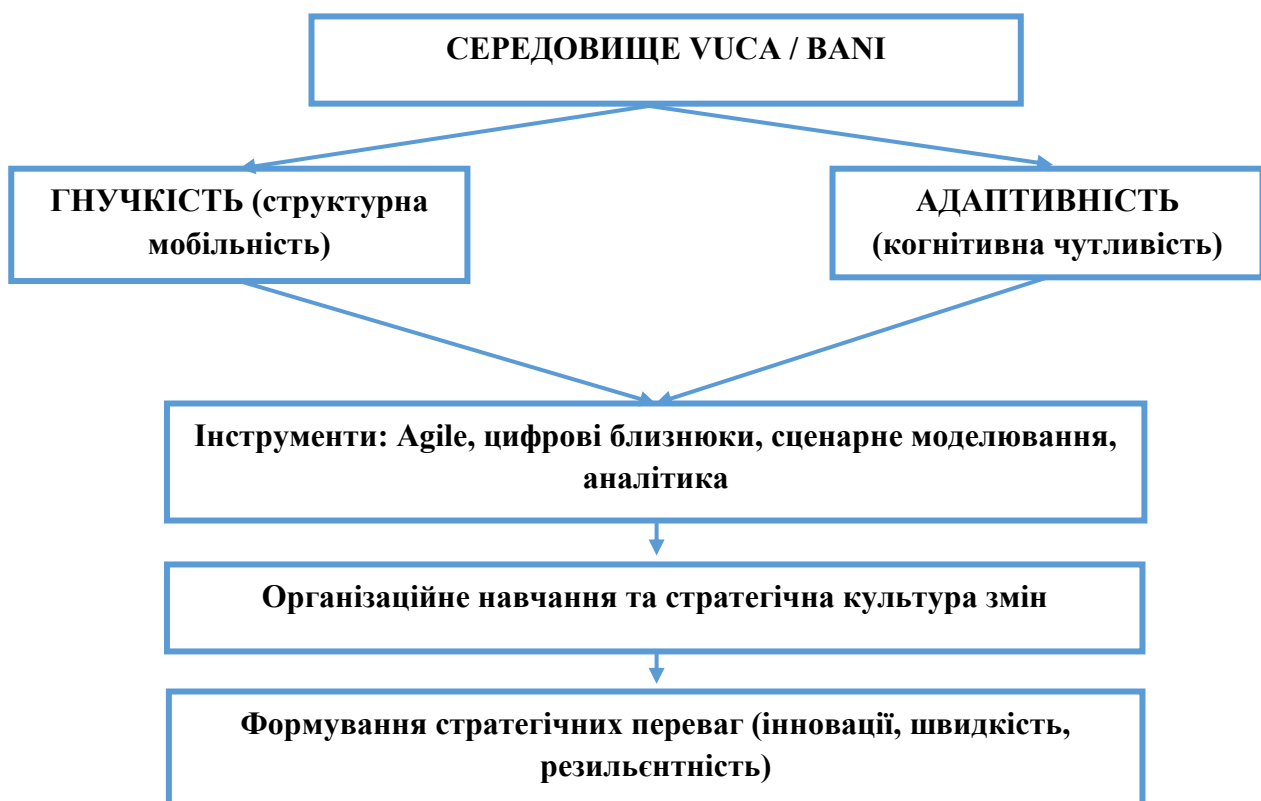 СЕРЕДОВИЩЕ VUCA / BANI
ГНУЧКІСТЬ (структурна
мобільність)
АДАПТИВНІСТЬ
(когнітивна чутливість)
Інструменти: Agile, цифрові близнюки, сценарне моделювання,
аналітика
Організаційне навчання та стратегічна культура змін
Формування стратегічних переваг (інновації, швидкість,
резильєнтність)